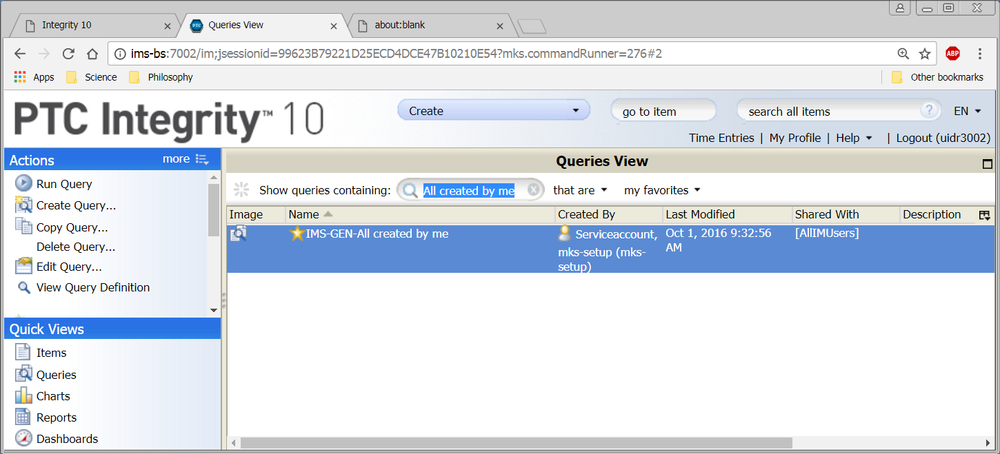 Integrity 10
Queries View
about:blank
ims-bs:7002/im;jsessionid=99623B79221D25ECD4DCE47B10210E54?mks.commandRunner=276#2
ABP
Apps
Science
Philosophy
Other bookmarks
PTC Integrity™ 10
Create
go to item
search all items
?
EN
Time Entries | My Profile | Help | Logout (uidr3002)
Actions
more
Run Query
Create Query...
Copy Query...
Delete Query...
Edit Query...
View Query Definition
Quick Views
Items
Queries
Charts
Reports
Dashboards
Queries View
Show queries containing: All created by me that are my favorites
Image Name Created By Last Modified Shared With Description
IMS-GEN-All created by me Serviceaccount, Oct 1, 2016 9:32:56 [AllIMUsers]
mks-setup (mks- AM
setup)